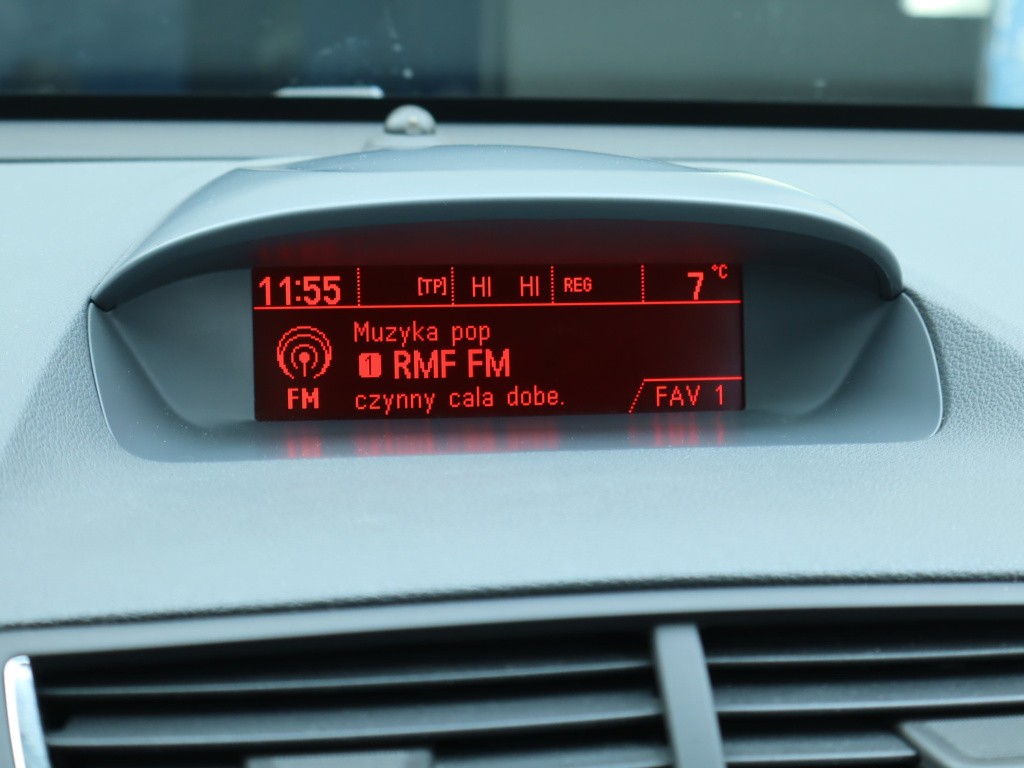 11:55 [TP] HI HI REG 7 °C
Muzyka pop
1 RMF FM
FM czynny cala dobe. FAV 1